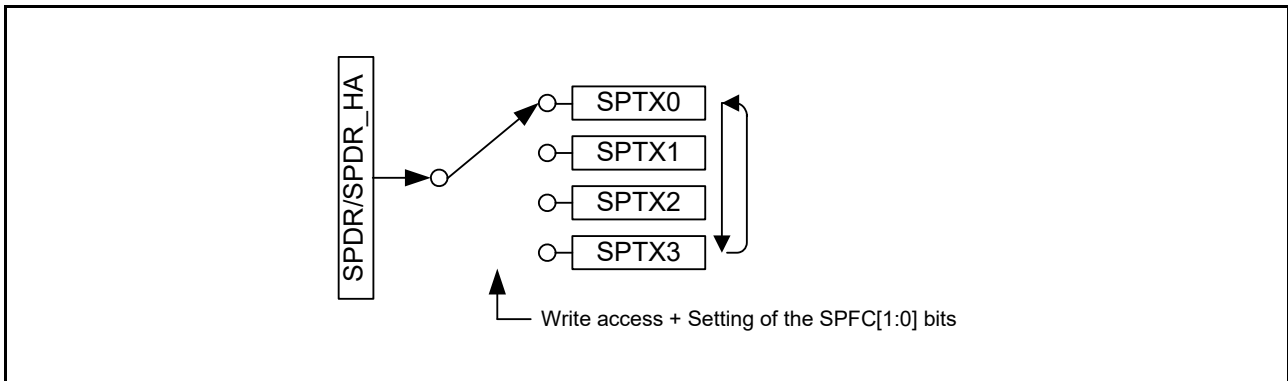 SPDR/SPDR_HA
SPTX0
SPTX1
SPTX2
SPTX3
Write access + Setting of the SPFC[1:0] bits